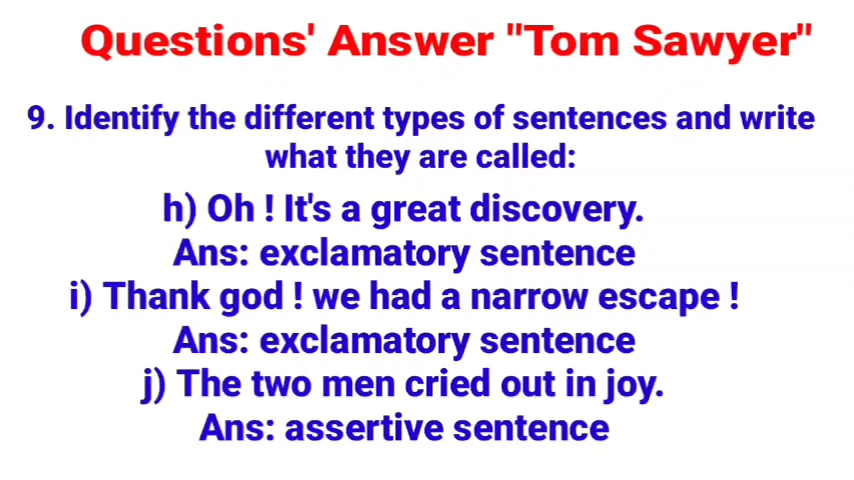 Questions' Answer "Tom Sawyer"
9. Identify the different types of sentences and write
what they are called:
h) Oh ! It's a great discovery.
Ans: exclamatory sentence
i) Thank god ! we had a narrow escape !
Ans: exclamatory sentence
j) The two men cried out in joy.
Ans: assertive sentence